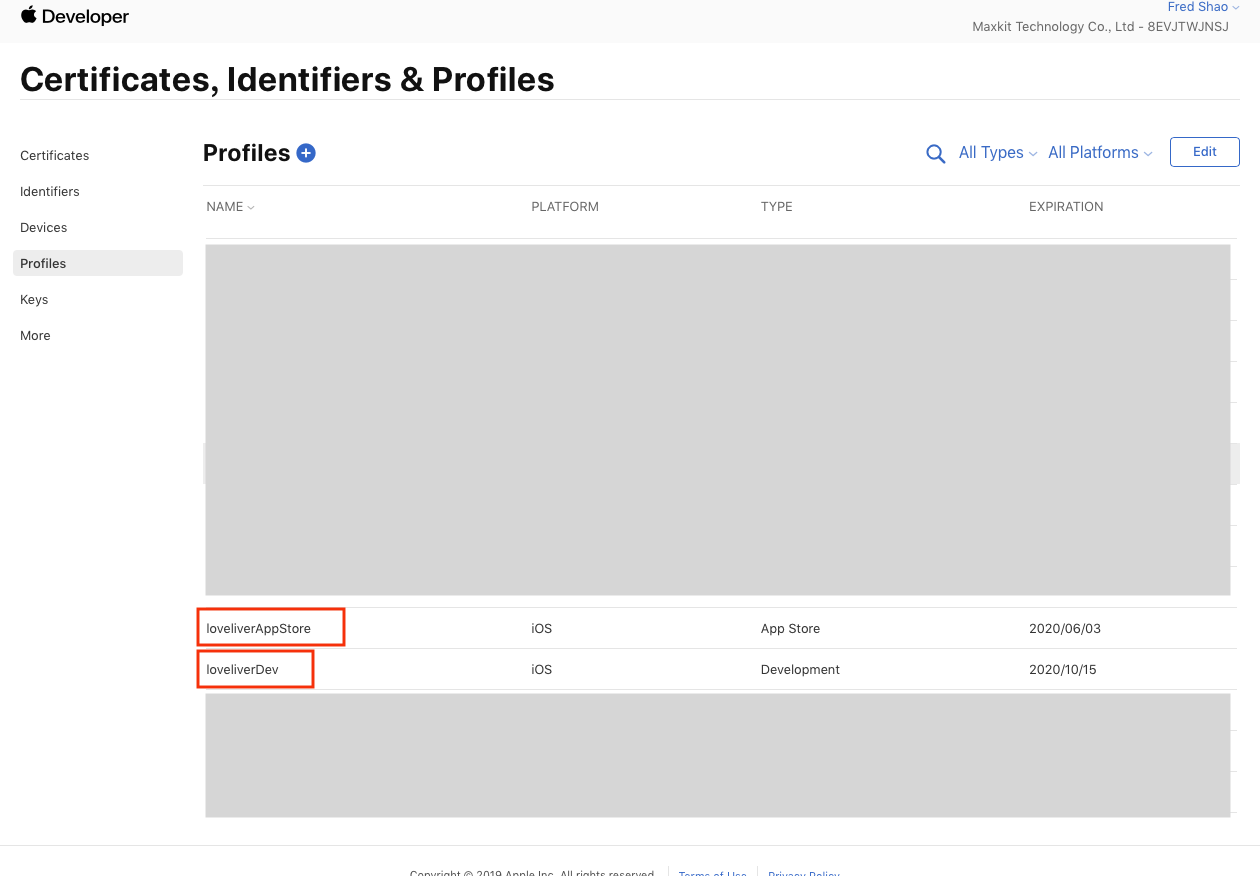 Developer
Fred Shao
Maxkit Technology Co., Ltd - 8EVJTWJNSJ
Certificates, Identifiers & Profiles
Certificates
Identifiers
Devices
Profiles
Keys
More
Profiles
All Types All Platforms Edit
NAME PLATFORM TYPE EXPIRATION
loveliverAppStore iOS App Store 2020/06/03
loveliverDev iOS Development 2020/10/15
Copyright © 2019 Apple Inc. All rights reserved. Terms of Use Privacy Policy